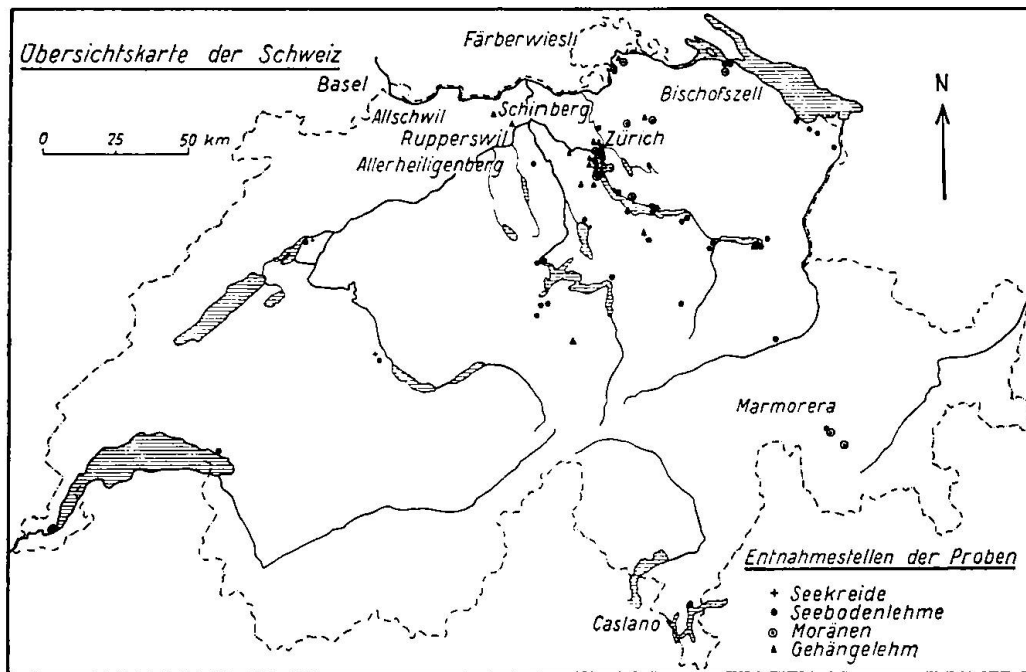 Übersichtskarte der Schweiz
Färberwiesli
Basel
Allschwil
Schimberg
Bischofszell
N
0 25 50 km
Rupperswil
Zürich
Allerheiligenberg
Marmorera
Caslano
Entnahmestellen der Proben
+ Seekreide
• Seebodenlehme
⊙ Moränen
▲ Gehängelehm